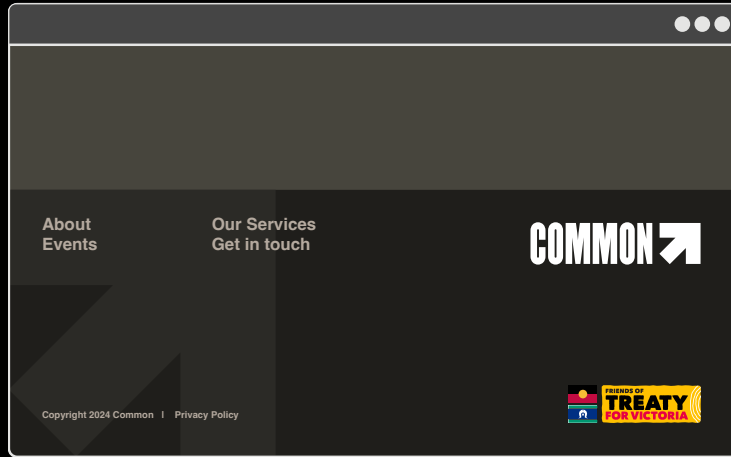 About
Events
Our Services
Get in touch
COMMON
Copyright 2024 Common | Privacy Policy
FRIENDS OF
TREATY
FOR VICTORIA